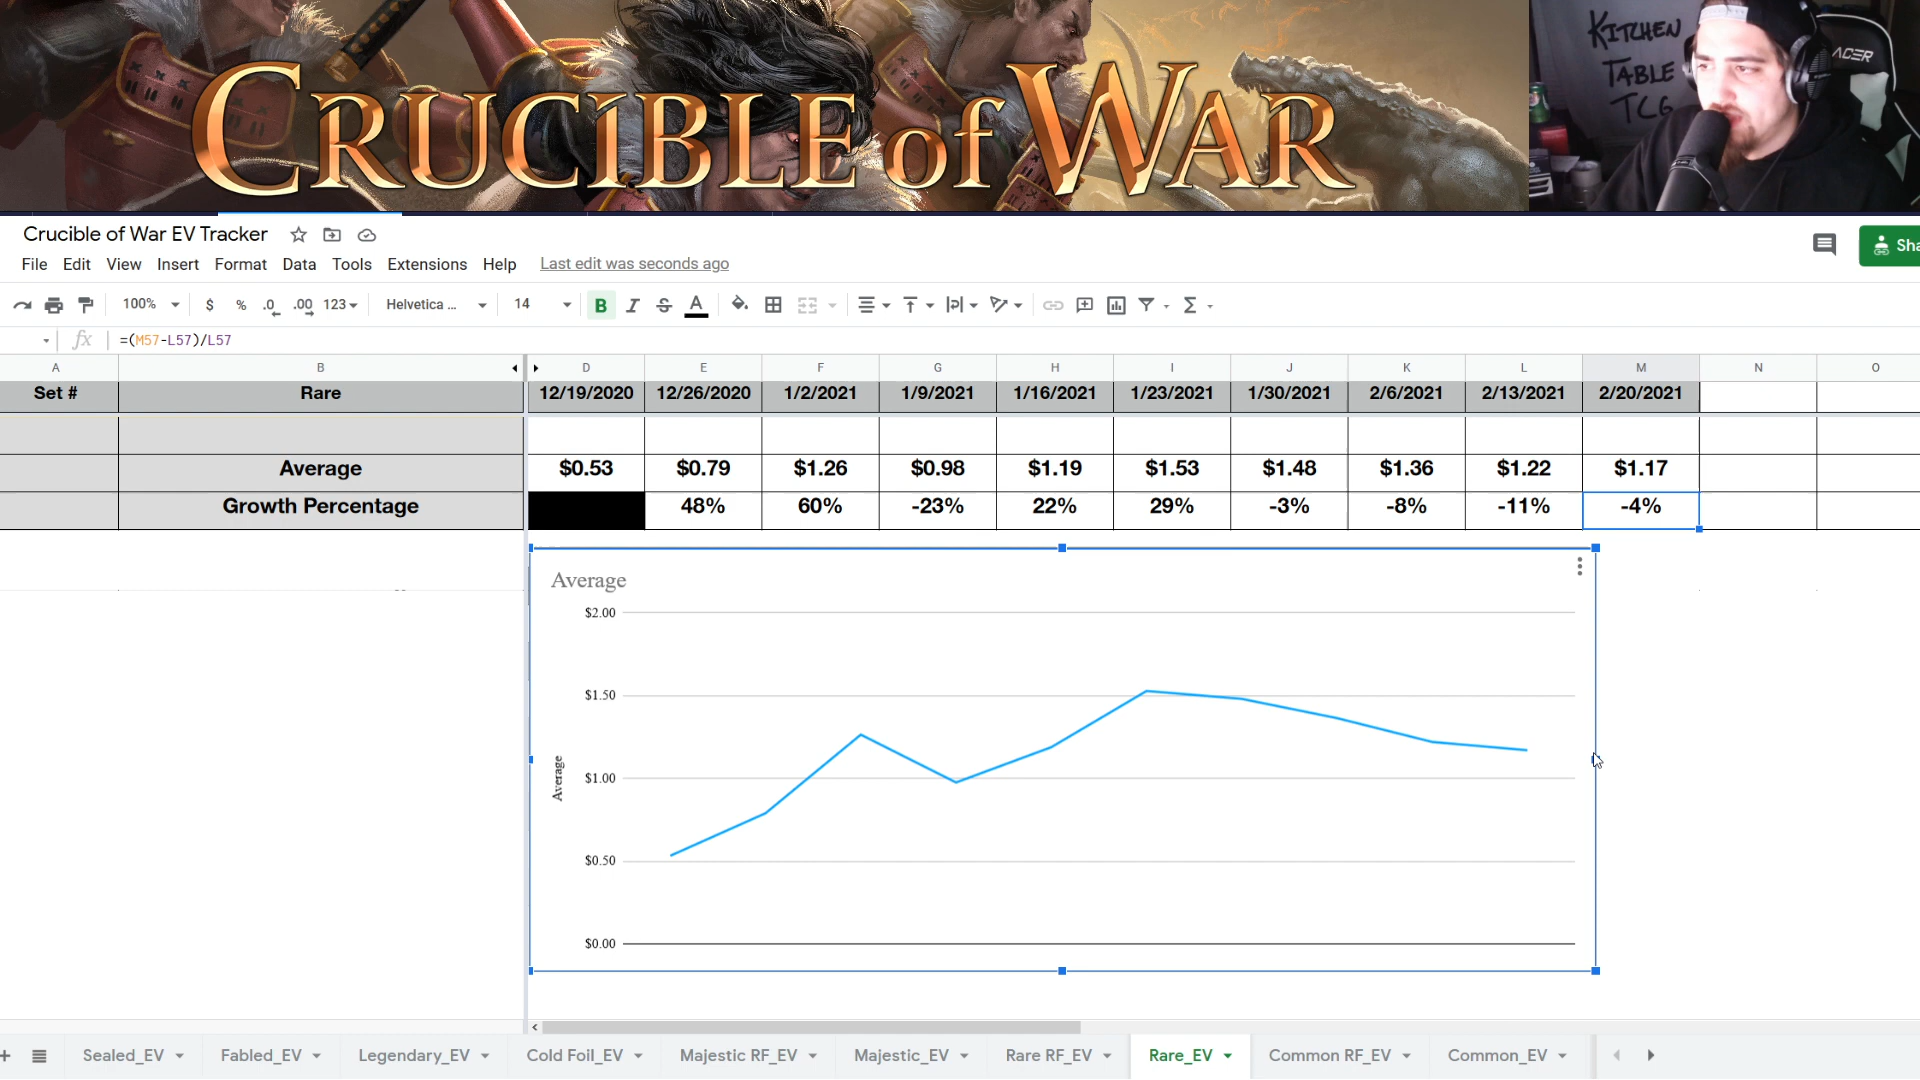 CRUCIBLE of WAR
KITCHEN
TABLE
TCG
ACER
Crucible of War EV Tracker
Sha
File Edit View Insert Format Data Tools Extensions Help Last edit was seconds ago
100% $ % .0 .00 123 Helvetica ... 14 B I S A Σ
fx =(M57-L57)/L57
A B D E F G H I J K L M N O
Set # Rare 12/19/2020 12/26/2020 1/2/2021 1/9/2021 1/16/2021 1/23/2021 1/30/2021 2/6/2021 2/13/2021 2/20/2021
Average $0.53 $0.79 $1.26 $0.98 $1.19 $1.53 $1.48 $1.36 $1.22 $1.17
Growth Percentage 48% 60% -23% 22% 29% -3% -8% -11% -4%
Average
$2.00
$1.50
$1.00
$0.50
$0.00
Average
+ Sealed_EV Fabled_EV Legendary_EV Cold Foil_EV Majestic RF_EV Majestic_EV Rare RF_EV Rare_EV Common RF_EV Common_EV